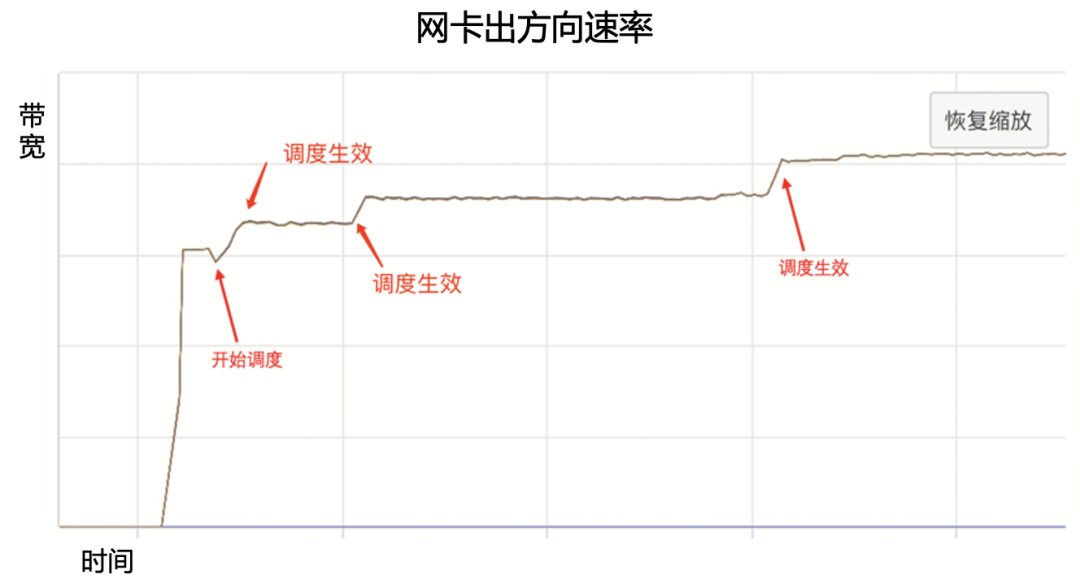 网卡出方向速率
带宽
恢复缩放
调度生效
调度生效
调度生效
开始调度
时间